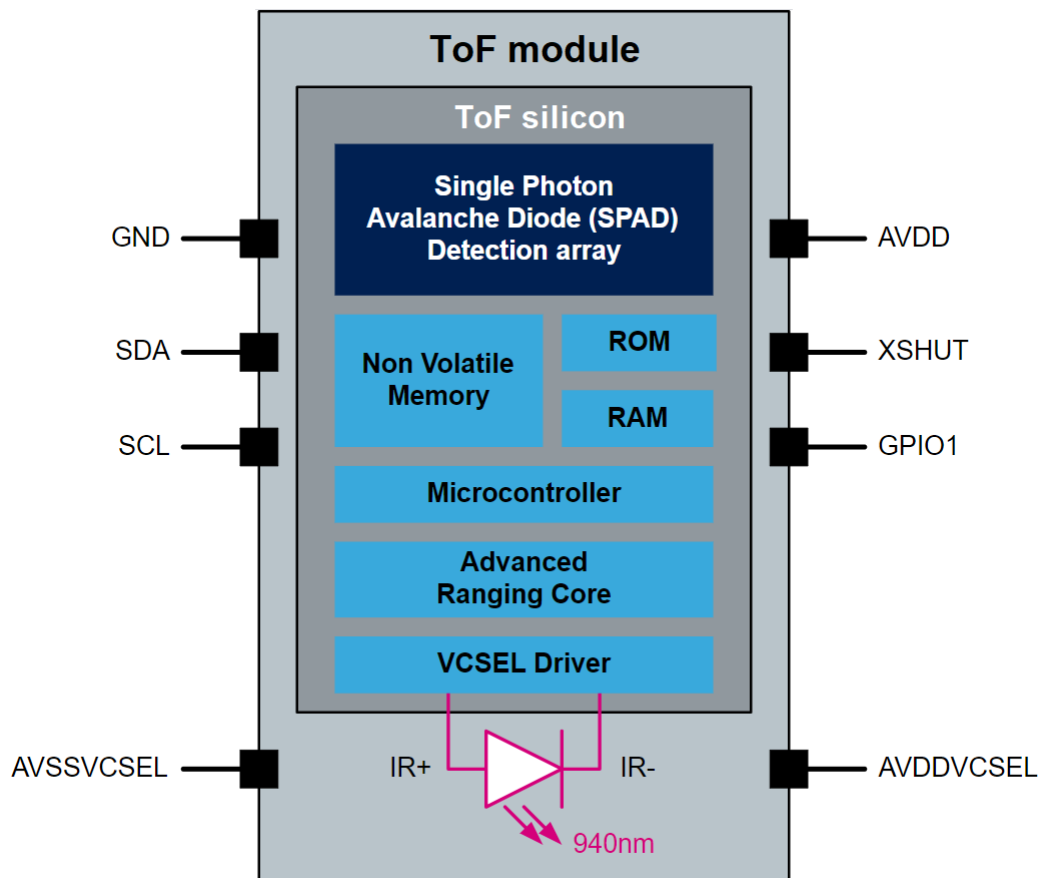 ToF module
ToF silicon
Single Photon
Avalanche Diode (SPAD)
Detection array
GND
AVDD
SDA
Non Volatile
Memory
ROM
XSHUT
RAM
SCL
GPIO1
Microcontroller
Advanced
Ranging Core
VCSEL Driver
AVSSVCSEL
IR+
IR-
AVDDVCSEL
940nm